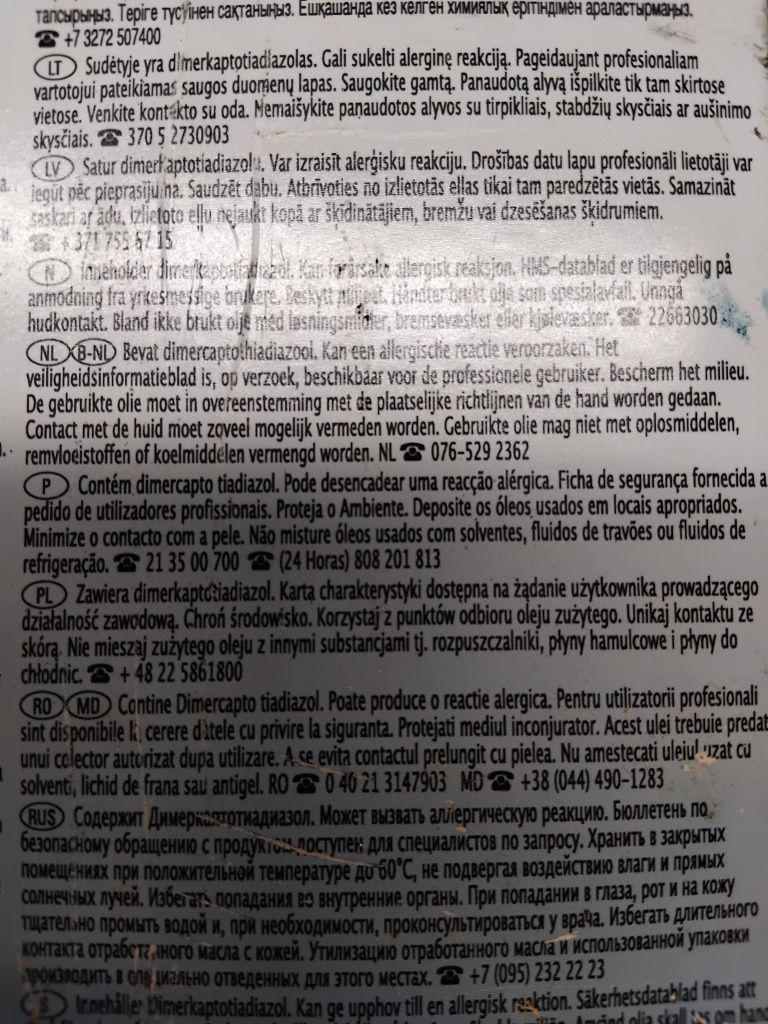 тапсырыңыз. Теріге тусуінен сақтаныңыз. Ешқашанда кез келген химиялық ерітіндімен араластырмаңыз.
☎ +7 3272 507400
LT Sudėtyje yra dimerkaptotiadiazolas. Gali sukelti alerginę reakciją. Pageidaujant profesionaliam
vartotojui pateikiamas saugos duomenų lapas. Saugokite gamtą. Panaudotą alyvą išpilkite tik tam skirtose
vietose. Venkite kontakto su oda. Nemaišykite panaudotos alyvos su tirpikliais, stabdžių skysčiais ar aušinimo
skysčiais. ☎ 370 5 2730903
LV Satur dimerkaptotiadiazolu. Var izraisīt alerģisku reakciju. Drošības datu lapu profesionāli lietotāji var
iegūt pēc pieprasījuma. Saudzēt dabu. Atbrīvoties no izlietotās eļļas tikai tam paredzētās vietās. Samazināt
saskari ar ādu. Izlietoto eļļu nejaukt kopā ar šķīdinātājiem, bremžu vai dzesēšanas šķidrumiem.
☎ + 371 755 67 15
N Inneholder dimerkaptotiadiazol. Kan forårsake allergisk reaksjon. HMS-datablad er tilgjengelig på
anmodning fra yrkesmessige brukere. Beskytt miljøet. Håndter brukt olje som spesialavfall. Unngå
hudkontakt. Bland ikke brukt olje med løsningsmidler, bremsevæsker eller kjølevæsker. ☎ 22663030
NL B-NL Bevat dimercaptothiadiazool. Kan een allergische reactie veroorzaken. Het
veiligheidsinformatieblad is, op verzoek, beschikbaar voor de professionele gebruiker. Bescherm het milieu.
De gebruikte olie moet in overeenstemming met de plaatselijke richtlijnen van de hand worden gedaan.
Contact met de huid moet zoveel mogelijk vermeden worden. Gebruikte olie mag niet met oplosmiddelen,
remvloeistoffen of koelmiddelen vermengd worden. NL ☎ 076-529 2362
P Contém dimercapto tiadiazol. Pode desencadear uma reacção alérgica. Ficha de segurança fornecida a
pedido de utilizadores profissionais. Proteja o Ambiente. Deposite os óleos usados em locais apropriados.
Minimize o contacto com a pele. Não misture óleos usados com solventes, fluidos de travões ou fluidos de
refrigeração. ☎ 21 35 00 700 ☎ (24 Horas) 808 201 813
PL Zawiera dimerkaptotiadiazol. Karta charakterystyki dostępna na żądanie użytkownika prowadzącego
działalność zawodową. Chroń środowisko. Korzystaj z punktów odbioru oleju zużytego. Unikaj kontaktu ze
skórą. Nie mieszaj zużytego oleju z innymi substancjami tj. rozpuszczalniki, płyny hamulcowe i płyny do
chłodnic. ☎ + 48 22 5861800
RO MD Contine Dimercapto tiadiazol. Poate produce o reactie alergica. Pentru utilizatorii profesionali
sint disponibile la cerere datele cu privire la siguranta. Protejati mediul inconjurator. Acest ulei trebuie predat
unui colector autorizat dupa utilizare. A se evita contactul prelungit cu pielea. Nu amestecati uleiul uzat cu
solventi, lichid de frana sau antigel. RO ☎ 0 40 21 3147903 MD ☎ +38 (044) 490-1283
RUS Содержит Димеркаптотиадиазол. Может вызвать аллергическую реакцию. Бюллетень по
безопасному обращению с продуктом доступен для специалистов по запросу. Хранить в закрытых
помещениях при положительной температуре до 60°C, не подвергая воздействию влаги и прямых
солнечных лучей. Избегать попадания во внутренние органы. При попадании в глаза, рот и на кожу
тщательно промыть водой и, при необходимости, проконсультироваться у врача. Избегать длительного
контакта отработанного масла с кожей. Утилизацию отработанного масла и использованной упаковки
производить в специально отведенных для этого местах. ☎ +7 (095) 232 22 23
S Innehåller Dimerkaptotiadiazol. Kan ge upphov till en allergisk reaktion. Säkerhetsdatablad finns att